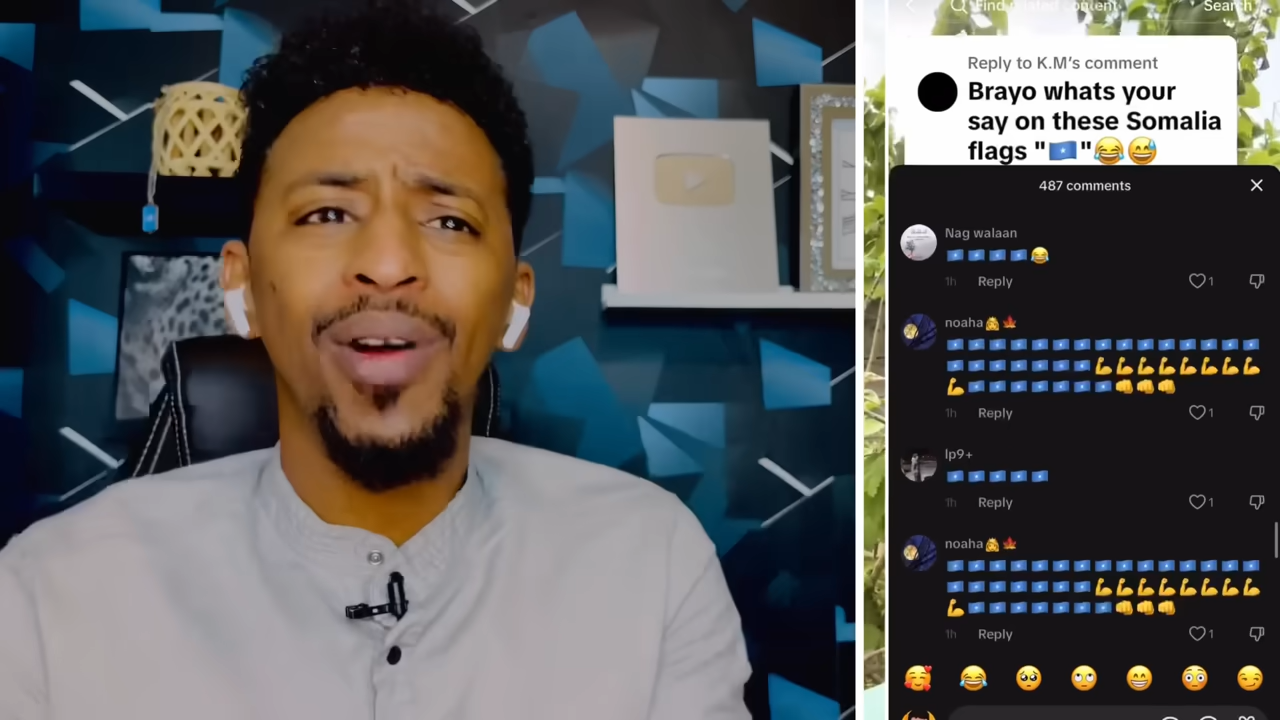 Search
Reply to K.M's comment
Brayo whats your
say on these Somalia
flags "🇸🇴"😂😅
487 comments
Nag walaan
🇸🇴🇸🇴🇸🇴🇸🇴😂
1h Reply 1
noaha🙅🍁
🇸🇴🇸🇴🇸🇴🇸🇴🇸🇴🇸🇴🇸🇴🇸🇴🇸🇴🇸🇴🇸🇴🇸🇴🇸🇴🇸🇴🇸🇴
🇸🇴🇸🇴🇸🇴🇸🇴🇸🇴🇸🇴🇸🇴💪💪💪💪💪💪💪💪
💪🇸🇴🇸🇴🇸🇴🇸🇴🇸🇴🇸🇴🇸🇴👊👊👊
1h Reply 1
lp9+
🇸🇴🇸🇴🇸🇴🇸🇴🇸🇴
1h Reply 1
noaha🙅🍁
🇸🇴🇸🇴🇸🇴🇸🇴🇸🇴🇸🇴🇸🇴🇸🇴🇸🇴🇸🇴🇸🇴🇸🇴🇸🇴🇸🇴🇸🇴
🇸🇴🇸🇴🇸🇴🇸🇴🇸🇴🇸🇴🇸🇴💪💪💪💪💪💪💪💪
💪🇸🇴🇸🇴🇸🇴🇸🇴🇸🇴🇸🇴🇸🇴👊👊👊
1h Reply 1